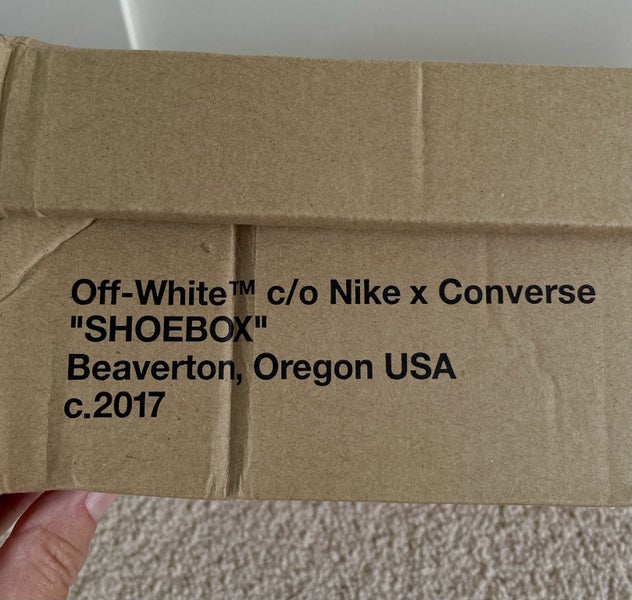 Off-White™ c/o Nike x Converse
"SHOEBOX"
Beaverton, Oregon USA
c.2017